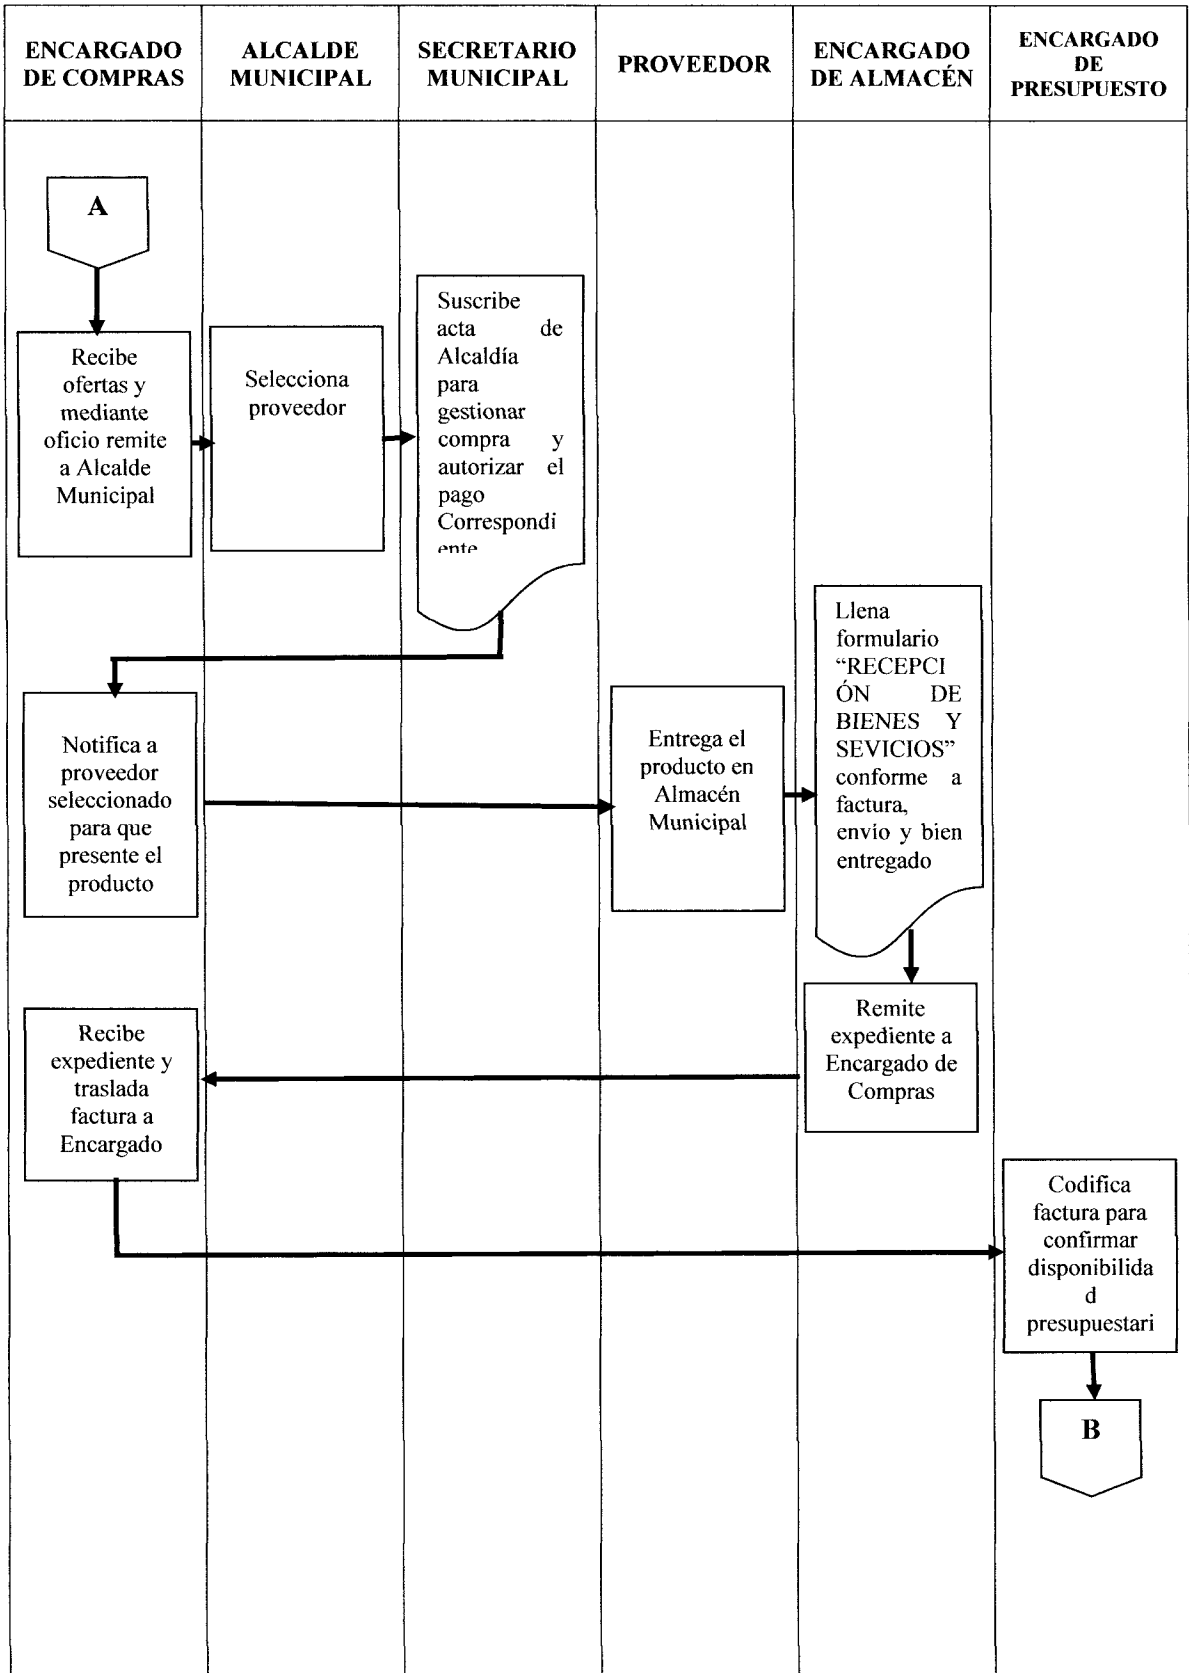 ENCARGADO
DE COMPRAS
ALCALDE
MUNICIPAL
SECRETARIO
MUNICIPAL
PROVEEDOR
ENCARGADO
DE ALMACÉN
ENCARGADO
DE
PRESUPUESTO
A
Recibe
ofertas y
mediante
oficio remite
a Alcalde
Municipal
Selecciona
proveedor
Suscribe
acta de
Alcaldía
para
gestionar
compra y
autorizar el
pago
Correspondi
ente
Notifica a
proveedor
seleccionado
para que
presente el
producto
Entrega el
producto en
Almacén
Municipal
Llena
formulario
“RECEPCI
ÓN DE
BIENES Y
SEVICIOS”
conforme a
factura,
envio y bien
entregado
Remite
expediente a
Encargado de
Compras
Recibe
expediente y
traslada
factura a
Encargado
Codifica
factura para
confirmar
disponibilida
d
presupuestari
B